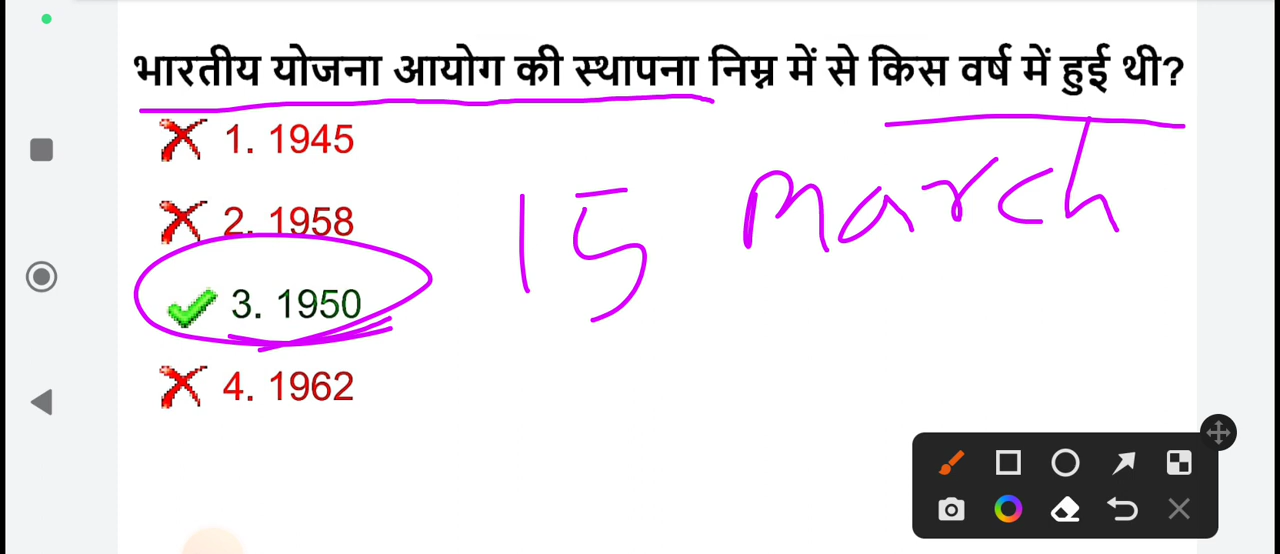 भारतीय योजना आयोग की स्थापना निम्न में से किस वर्ष में हुई थी?
1. 1945
2. 1958
15 March
3. 1950
4. 1962